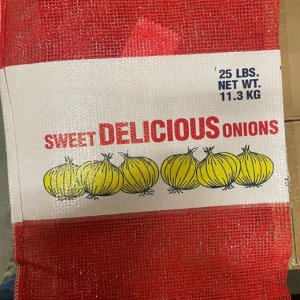 25 LBS.
NET WT.
11.3 KG
SWEET DELICIOUS ONIONS